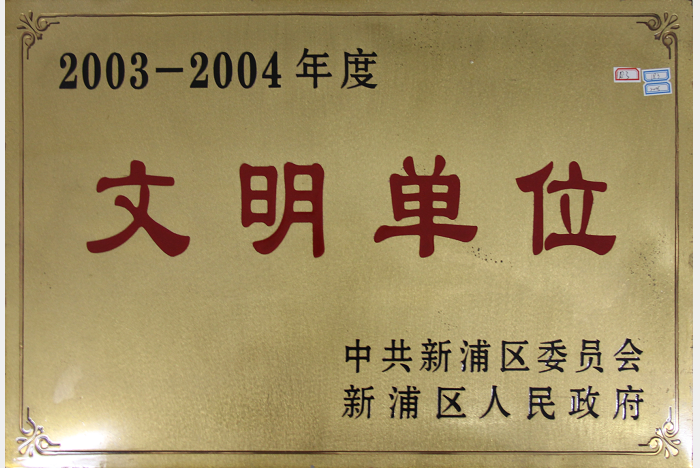 2003-2004年度
文明单位
中共新浦区委员会
新浦区人民政府